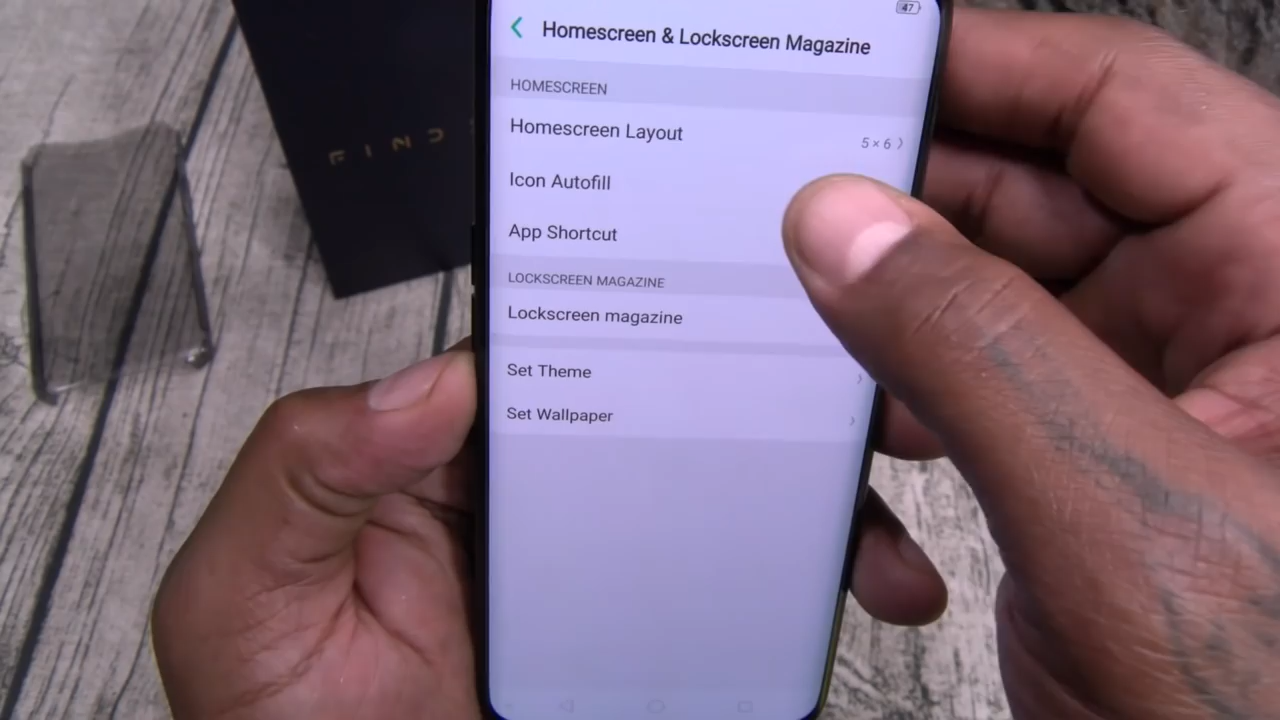 47
Homescreen & Lockscreen Magazine
HOMESCREEN
Homescreen Layout
5 × 6
Icon Autofill
App Shortcut
LOCKSCREEN MAGAZINE
Lockscreen magazine
Set Theme
Set Wallpaper
FIND